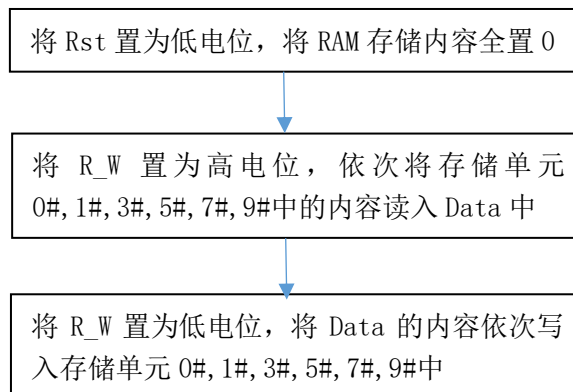 将 Rst 置为低电位，将 RAM 存储内容全置 0
将 R_W 置为高电位，依次将存储单元
0#,1#,3#,5#,7#,9#中的内容读入 Data 中
将 R_W 置为低电位，将 Data 的内容依次写
入存储单元 0#,1#,3#,5#,7#,9#中